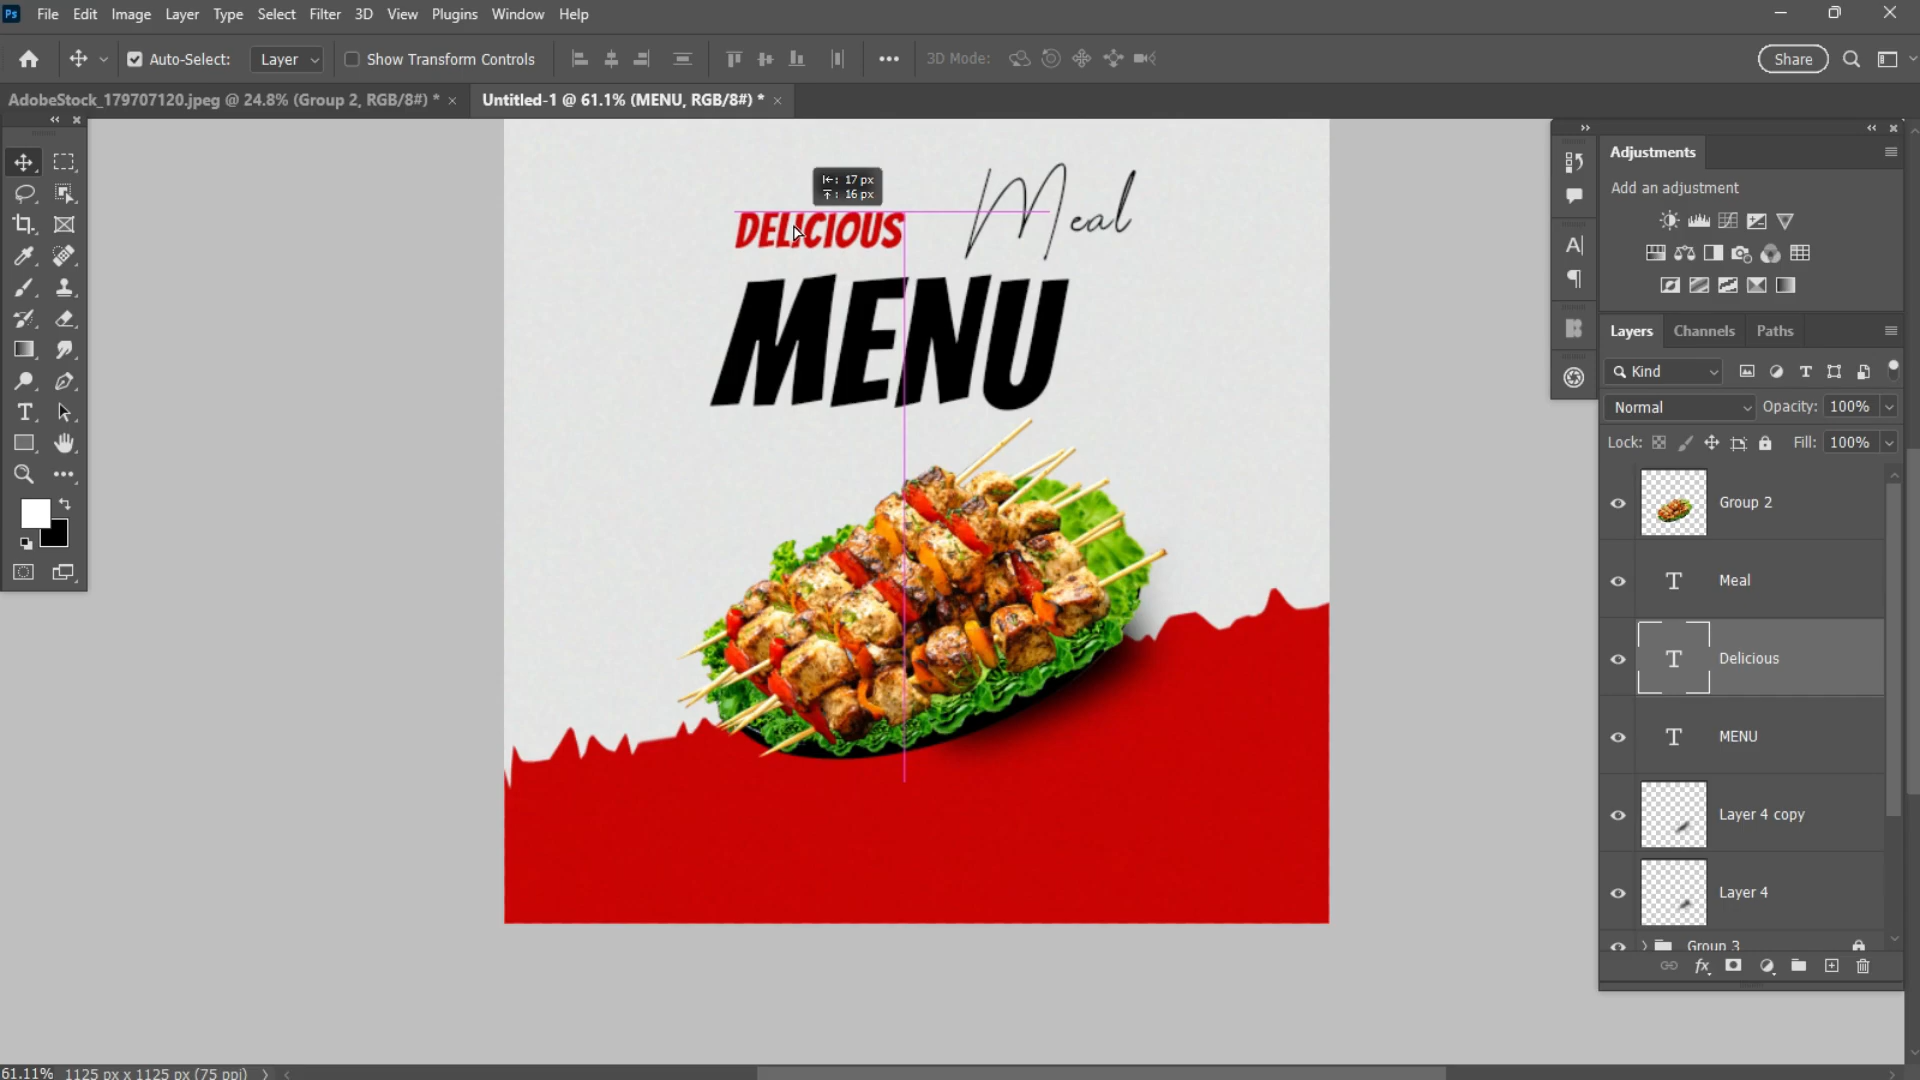 Ps File Edit Image Layer Type Select Filter 3D View Plugins Window Help
Auto-Select: Layer Show Transform Controls 3D Mode: Share
AdobeStock_179707120.jpeg @ 24.8% (Group 2, RGB/8#) * Untitled-1 @ 61.1% (MENU, RGB/8#) *
17 px
16 px
DELICIOUS Meal
MENU
Adjustments
Add an adjustment
Layers Channels Paths
Kind
Normal Opacity: 100%
Lock: Fill: 100%
Group 2
Meal
Delicious
MENU
Layer 4 copy
Layer 4
Group 3
61.11% 1125 px x 1125 px (75 ppi)